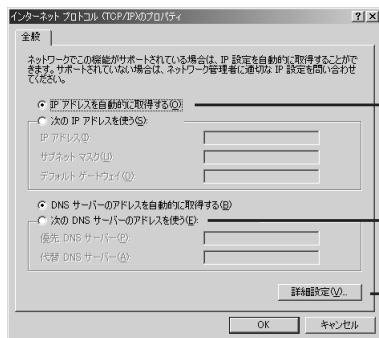 インターネット プロトコル (TCP/IP)のプロパティ
全般
ネットワークでこの機能がサポートされている場合は、IP 設定を自動的に取得することがで
きます。サポートされていない場合は、ネットワーク管理者に適切な IP 設定を問い合わせ
てください。
IP アドレスを自動的に取得する(O)
次の IP アドレスを使う(S):
IP アドレス(I):
サブネット マスク(U):
デフォルト ゲートウェイ(D):
DNS サーバーのアドレスを自動的に取得する(B)
次の DNS サーバーのアドレスを使う(E):
優先 DNS サーバー(P):
代替 DNS サーバー(A):
詳細設定(V)...
OK
キャンセル